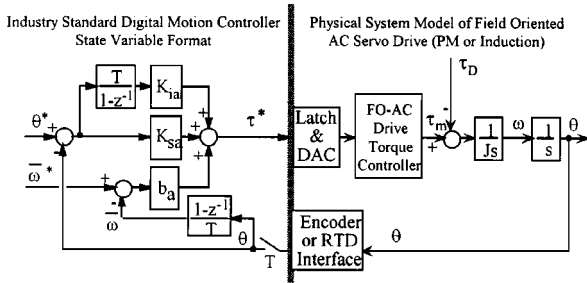 Industry Standard Digital Motion Controller
State Variable Format
Physical System Model of Field Oriented
AC Servo Drive (PM or Induction)
T
1-z⁻¹
K_ia
θ*
+
-
K_sa
+
+
+
τ*
ω̄*
+
-
ω̄
b_a
1-z⁻¹
T
θ
T
Latch
&
DAC
FO-AC
Drive
Torque
Controller
τ_D
τ_m
-
+
1
Js
ω
1
s
θ
Encoder
or RTD
Interface
θ